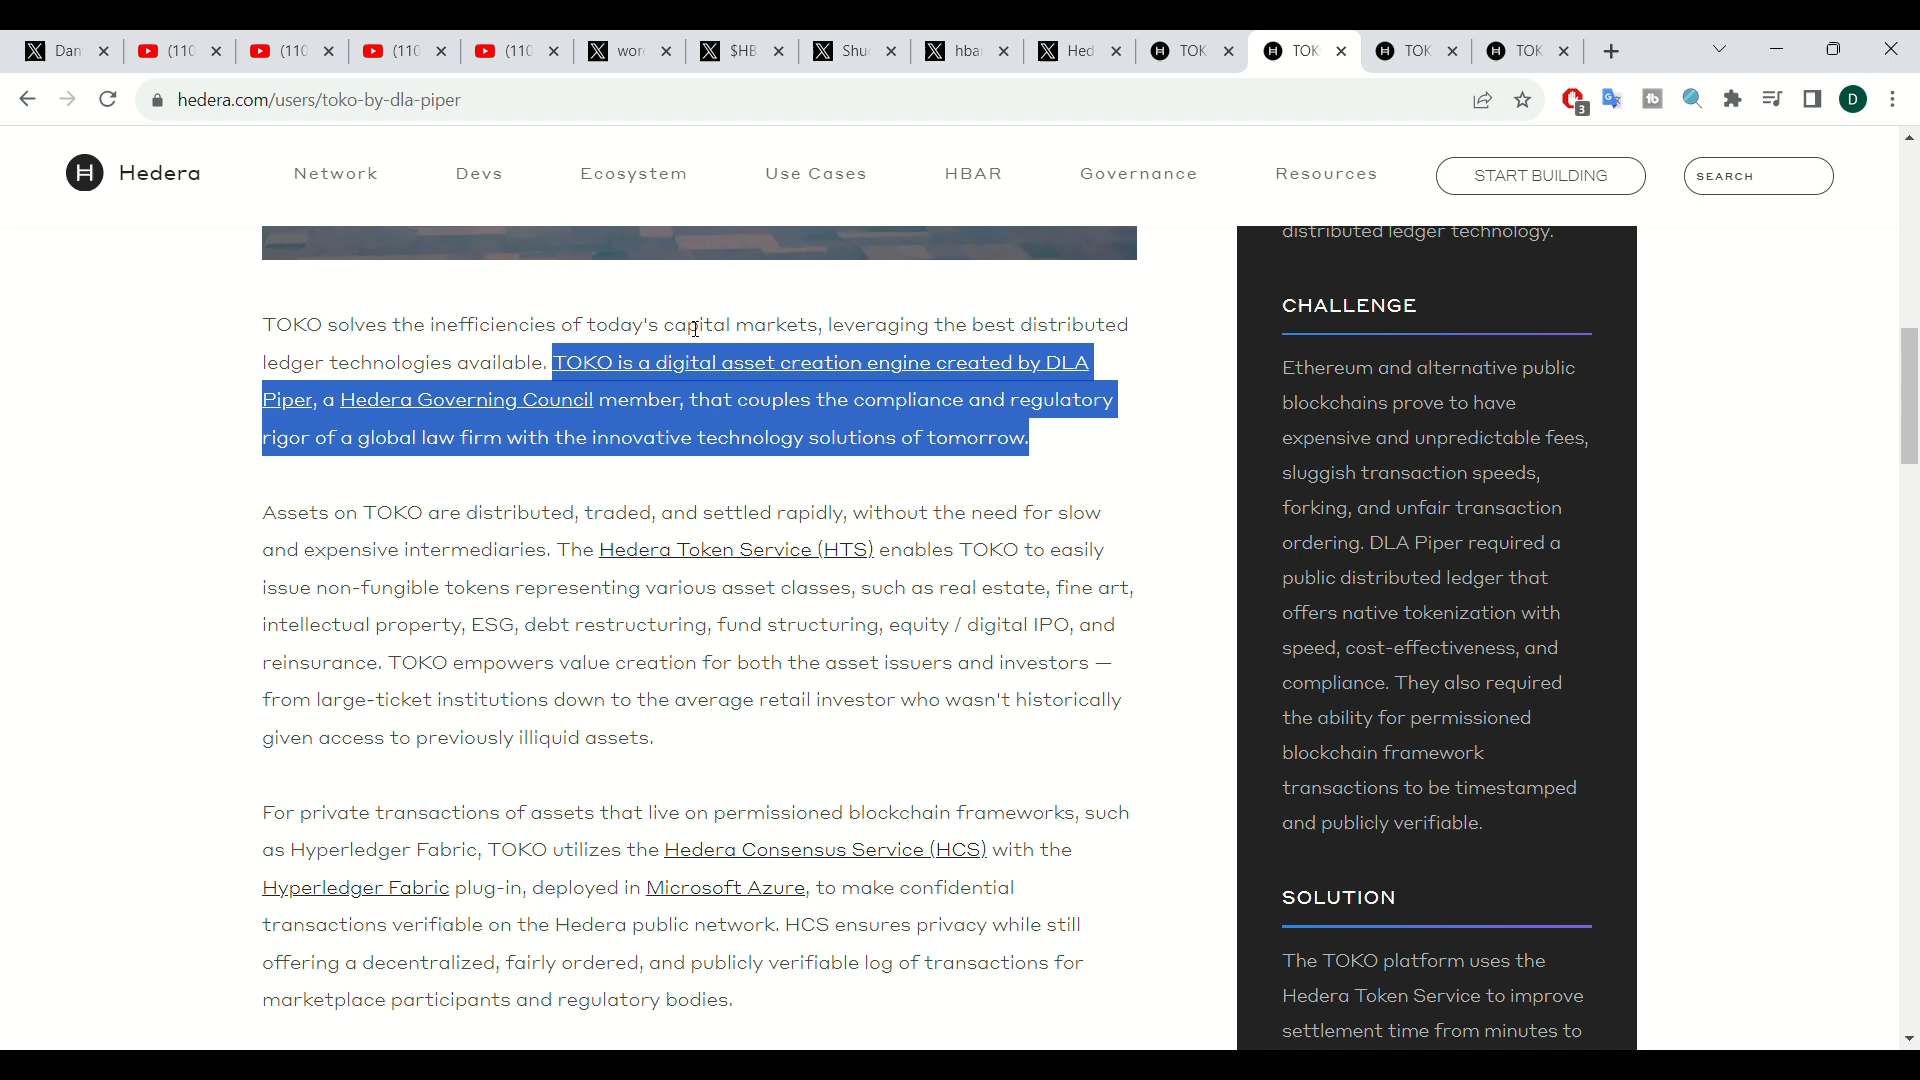 Dan
(110
(110
(110
(110
wor
$HB
Shu
hba
Hed
TOK
TOK
TOK
TOK
hedera.com/users/toko-by-dla-piper
3
D
Hedera
Network
Devs
Ecosystem
Use Cases
HBAR
Governance
Resources
START BUILDING
SEARCH
TOKO solves the inefficiencies of today's capital markets, leveraging the best distributed
ledger technologies available. TOKO is a digital asset creation engine created by DLA
Piper, a Hedera Governing Council member, that couples the compliance and regulatory
rigor of a global law firm with the innovative technology solutions of tomorrow.
Assets on TOKO are distributed, traded, and settled rapidly, without the need for slow
and expensive intermediaries. The Hedera Token Service (HTS) enables TOKO to easily
issue non-fungible tokens representing various asset classes, such as real estate, fine art,
intellectual property, ESG, debt restructuring, fund structuring, equity / digital IPO, and
reinsurance. TOKO empowers value creation for both the asset issuers and investors —
from large-ticket institutions down to the average retail investor who wasn't historically
given access to previously illiquid assets.
For private transactions of assets that live on permissioned blockchain frameworks, such
as Hyperledger Fabric, TOKO utilizes the Hedera Consensus Service (HCS) with the
Hyperledger Fabric plug-in, deployed in Microsoft Azure, to make confidential
transactions verifiable on the Hedera public network. HCS ensures privacy while still
offering a decentralized, fairly ordered, and publicly verifiable log of transactions for
marketplace participants and regulatory bodies.
distributed ledger technology.
CHALLENGE
Ethereum and alternative public
blockchains prove to have
expensive and unpredictable fees,
sluggish transaction speeds,
forking, and unfair transaction
ordering. DLA Piper required a
public distributed ledger that
offers native tokenization with
speed, cost-effectiveness, and
compliance. They also required
the ability for permissioned
blockchain framework
transactions to be timestamped
and publicly verifiable.
SOLUTION
The TOKO platform uses the
Hedera Token Service to improve
settlement time from minutes to